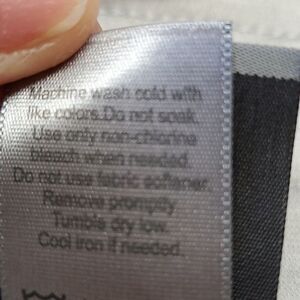 Machine wash cold with
like colors.Do not soak.
Use only non-chlorine
bleach when needed.
Do not use fabric softener.
Remove promptly
Tumble dry low.
Cool iron if needed.